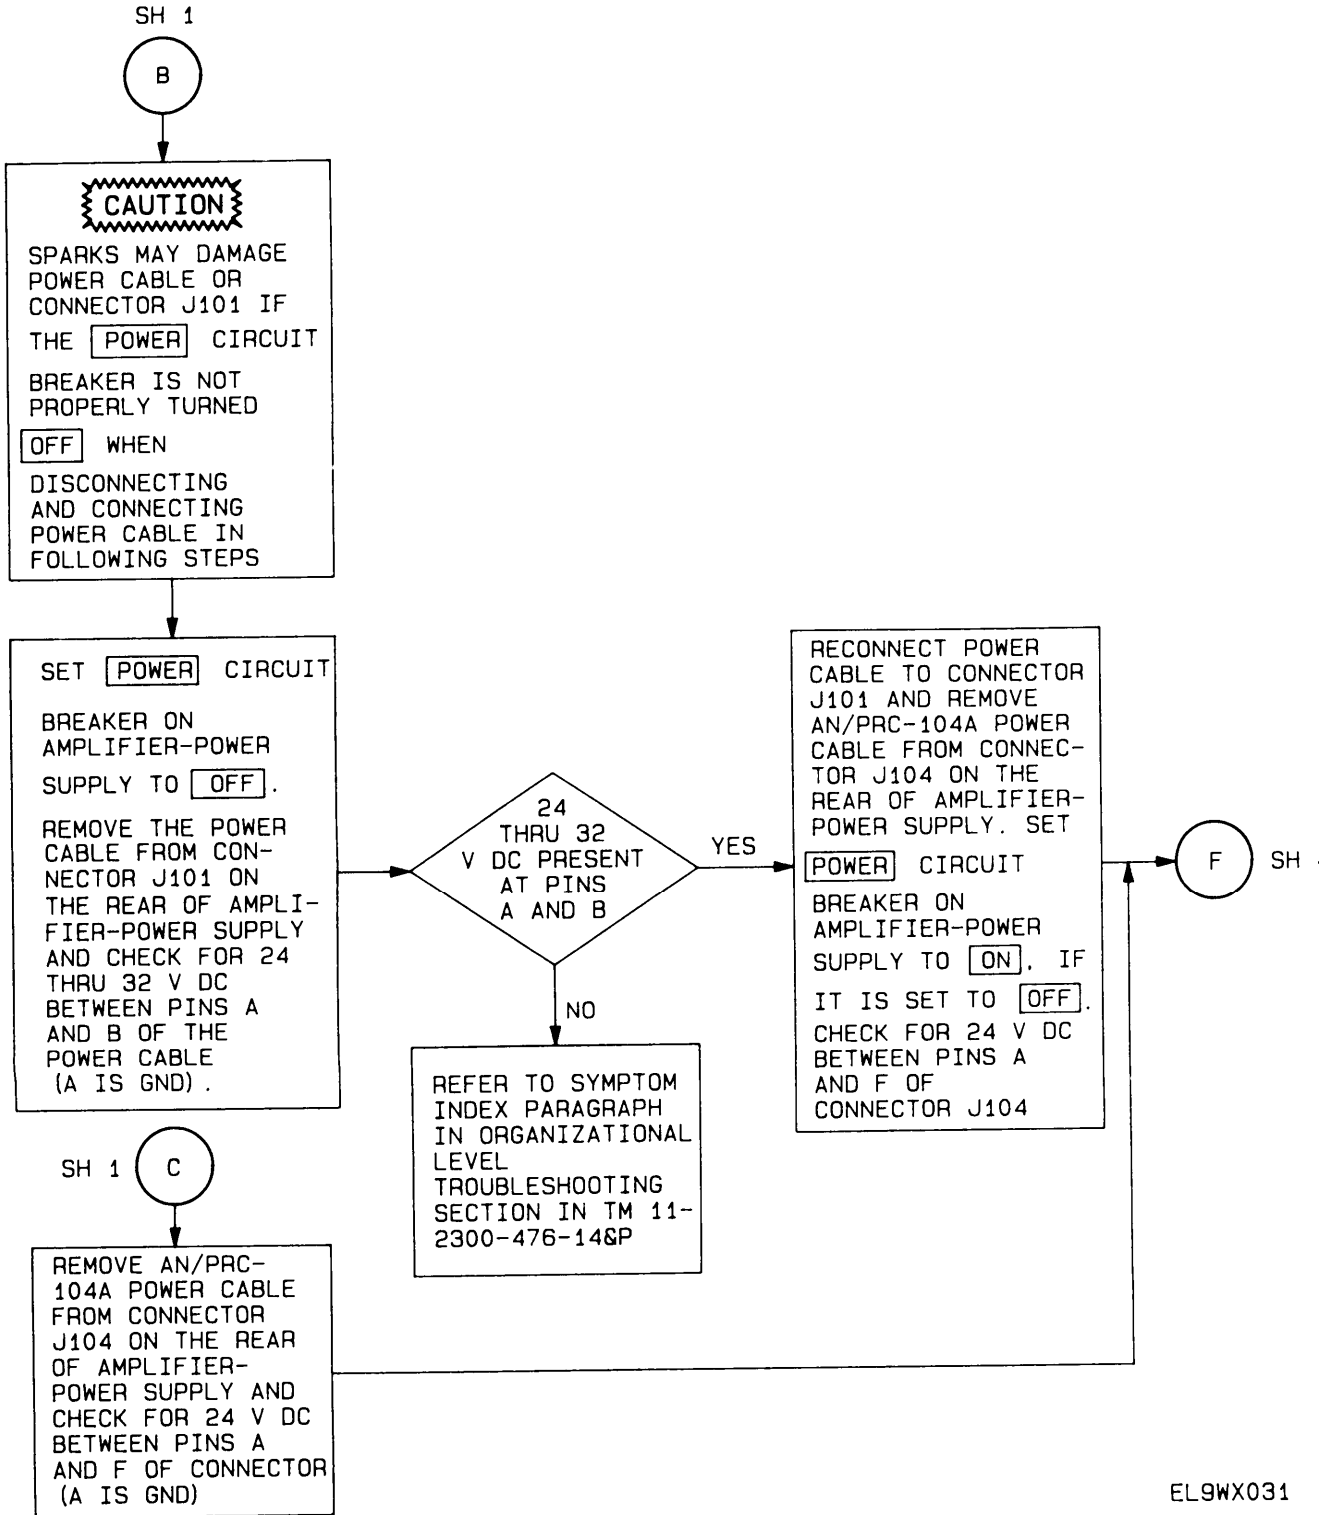 SH 1
B
CAUTION
SPARKS MAY DAMAGE
POWER CABLE OR
CONNECTOR J101 IF
THE POWER CIRCUIT
BREAKER IS NOT
PROPERLY TURNED
OFF WHEN
DISCONNECTING
AND CONNECTING
POWER CABLE IN
FOLLOWING STEPS
SET POWER CIRCUIT
BREAKER ON
AMPLIFIER-POWER
SUPPLY TO OFF.
REMOVE THE POWER
CABLE FROM CON-
NECTOR J101 ON
THE REAR OF AMPLI-
FIER-POWER SUPPLY
AND CHECK FOR 24
THRU 32 V DC
BETWEEN PINS A
AND B OF THE
POWER CABLE
(A IS GND).
24
THRU 32
V DC PRESENT
AT PINS
A AND B
YES
NO
REFER TO SYMPTOM
INDEX PARAGRAPH
IN ORGANIZATIONAL
LEVEL
TROUBLESHOOTING
SECTION IN TM 11-
2300-476-14&P
RECONNECT POWER
CABLE TO CONNECTOR
J101 AND REMOVE
AN/PRC-104A POWER
CABLE FROM CONNEC-
TOR J104 ON THE
REAR OF AMPLIFIER-
POWER SUPPLY. SET
POWER CIRCUIT
BREAKER ON
AMPLIFIER-POWER
SUPPLY TO ON, IF
IT IS SET TO OFF.
CHECK FOR 24 V DC
BETWEEN PINS A
AND F OF
CONNECTOR J104
F
SH
SH 1
C
REMOVE AN/PRC-
104A POWER CABLE
FROM CONNECTOR
J104 ON THE REAR
OF AMPLIFIER-
POWER SUPPLY AND
CHECK FOR 24 V DC
BETWEEN PINS A
AND F OF CONNECTOR
(A IS GND)
EL9WX031